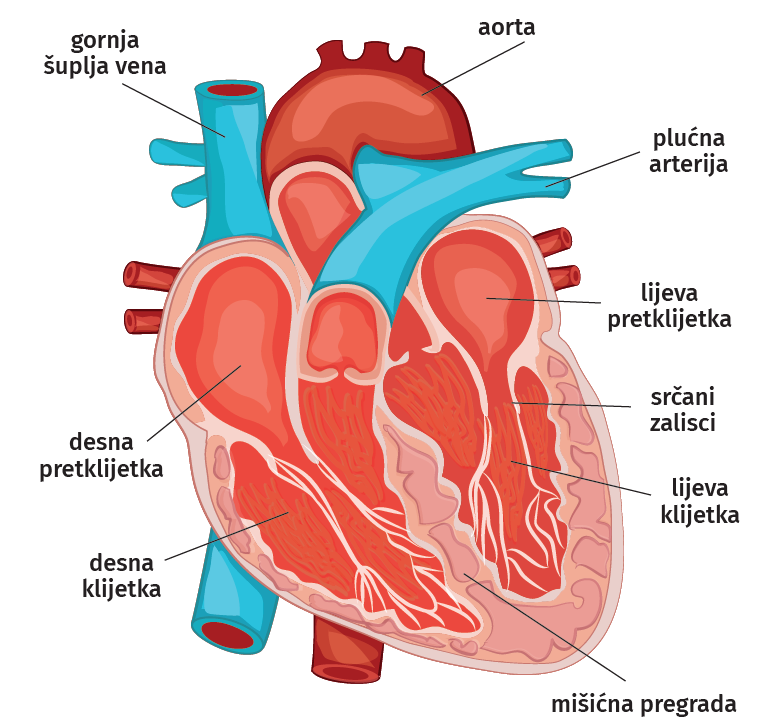 gornja
šuplja vena
aorta
plućna
arterija
lijeva
pretklijetka
srčani
zalisci
lijeva
klijetka
desna
pretklijetka
desna
klijetka
mišićna pregrada